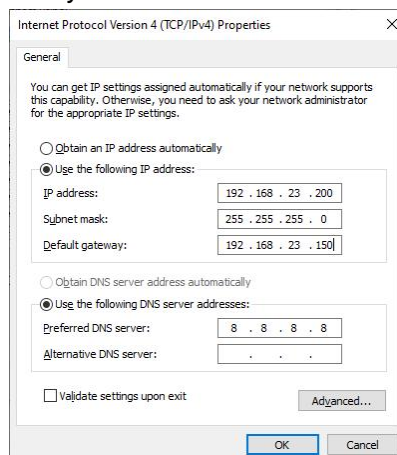 Internet Protocol Version 4 (TCP/IPv4) Properties
General
You can get IP settings assigned automatically if your network supports
this capability. Otherwise, you need to ask your network administrator
for the appropriate IP settings.
Obtain an IP address automatically
Use the following IP address:
IP address: 192 . 168 . 23 . 200
Subnet mask: 255 . 255 . 255 . 0
Default gateway: 192 . 168 . 23 . 150
Obtain DNS server address automatically
Use the following DNS server addresses:
Preferred DNS server: 8 . 8 . 8 . 8
Alternative DNS server: . . .
Validate settings upon exit
Advanced...
OK Cancel